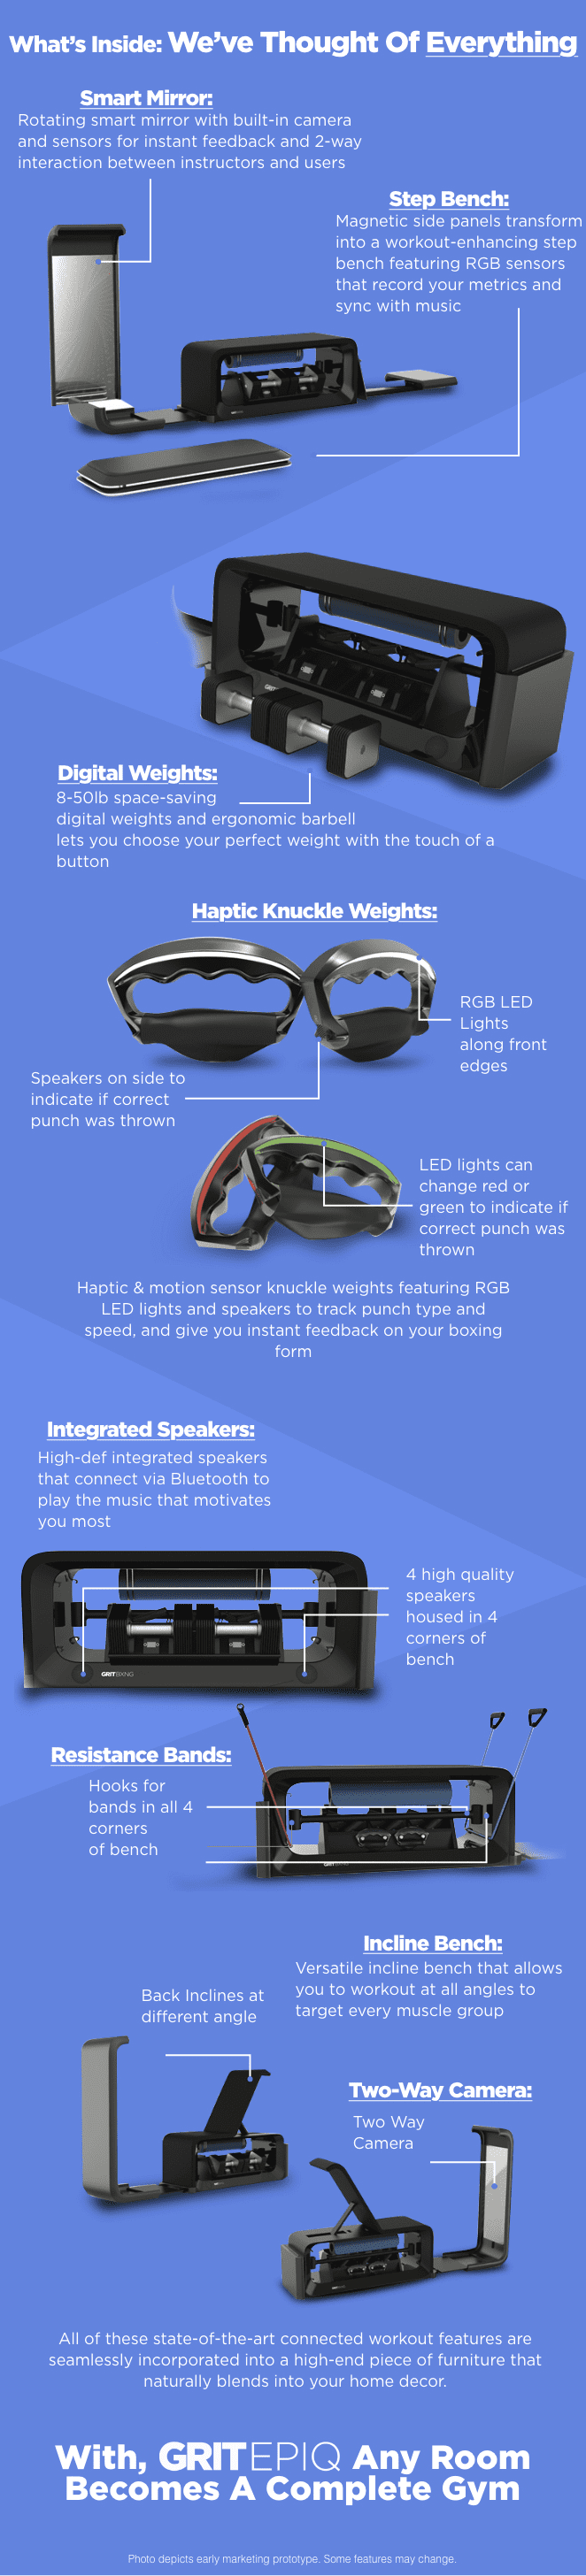 What's Inside: We've Thought Of Everything
Smart Mirror:
Rotating smart mirror with built-in camera
and sensors for instant feedback and 2-way
interaction between instructors and users
Step Bench:
Magnetic side panels transform
into a workout-enhancing step
bench featuring RGB sensors
that record your metrics and
sync with music
Digital Weights:
8-50lb space-saving
digital weights and ergonomic barbell
lets you choose your perfect weight with the touch of a
button
Haptic Knuckle Weights:
RGB LED
Lights
along front
edges
Speakers on side to
indicate if correct
punch was thrown
LED lights can
change red or
green to indicate if
correct punch was
thrown
Haptic & motion sensor knuckle weights featuring RGB
LED lights and speakers to track punch type and
speed, and give you instant feedback on your boxing
form
Integrated Speakers:
High-def integrated speakers
that connect via Bluetooth to
play the music that motivates
you most
4 high quality
speakers
housed in 4
corners of
bench
GRITBXNG
Resistance Bands:
Hooks for
bands in all 4
corners
of bench
Incline Bench:
Versatile incline bench that allows
you to workout at all angles to
target every muscle group
Back Inclines at
different angle
Two-Way Camera:
Two Way
Camera
All of these state-of-the-art connected workout features are
seamlessly incorporated into a high-end piece of furniture that
naturally blends into your home decor.
With, GRITEPIQ Any Room
Becomes A Complete Gym
Photo depicts early marketing prototype. Some features may change.